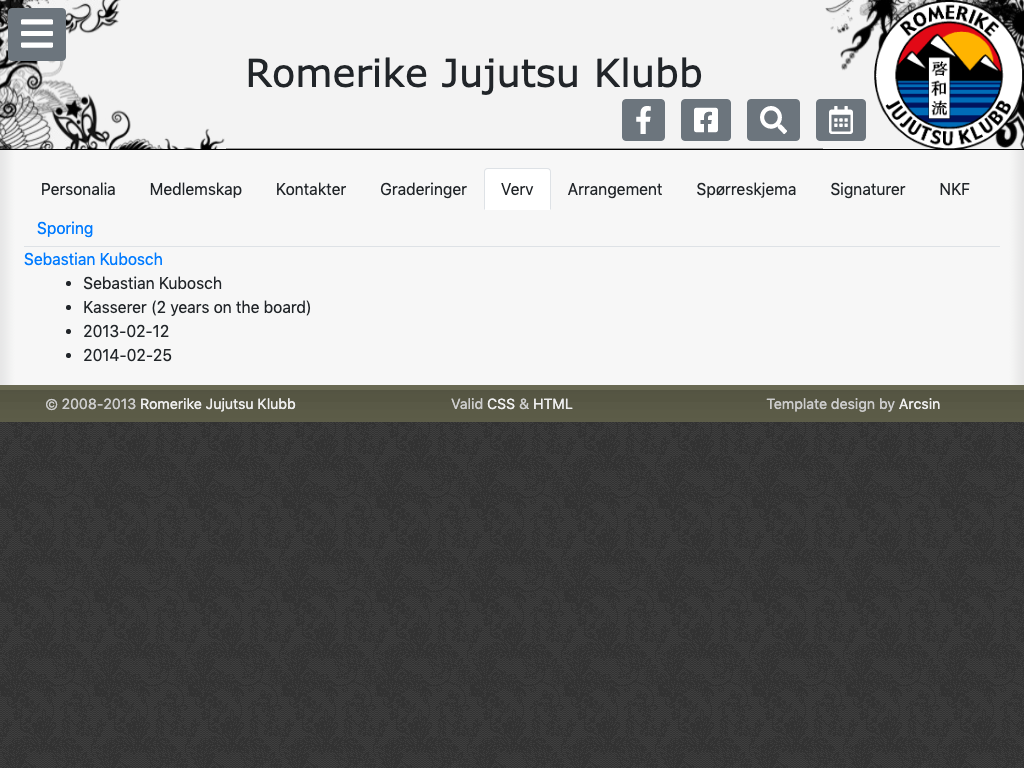 Romerike Jujutsu Klubb
ROMERIKE
啓和流
JUJUTSU KLUBB
Personalia Medlemskap Kontakter Graderinger Verv Arrangement Spørreskjema Signaturer NKF
Sporing
Sebastian Kubosch
Sebastian Kubosch
Kasserer (2 years on the board)
2013-02-12
2014-02-25
© 2008-2013 Romerike Jujutsu Klubb Valid CSS & HTML Template design by Arcsin